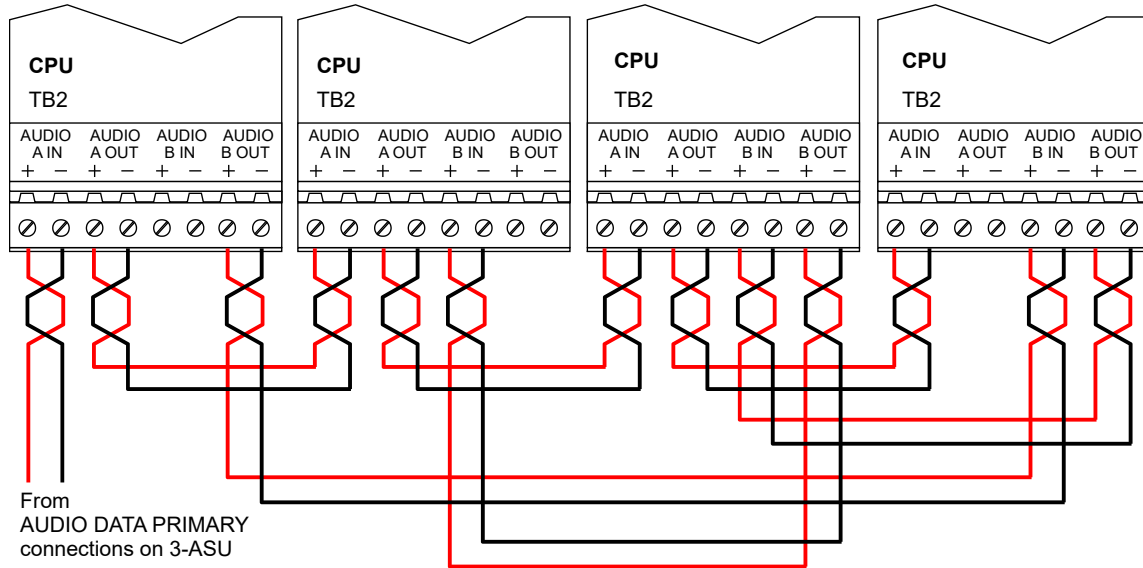 CPU
CPU
CPU
CPU
TB2
TB2
TB2
TB2
AUDIO A IN
AUDIO A OUT
AUDIO B IN
AUDIO B OUT
+ − + − + − + −
AUDIO A IN
AUDIO A OUT
AUDIO B IN
AUDIO B OUT
+ − + − + − + −
AUDIO A IN
AUDIO A OUT
AUDIO B IN
AUDIO B OUT
+ − + − + − + −
AUDIO A IN
AUDIO A OUT
AUDIO B IN
AUDIO B OUT
+ − + − + − + −
From
AUDIO DATA PRIMARY
connections on 3-ASU